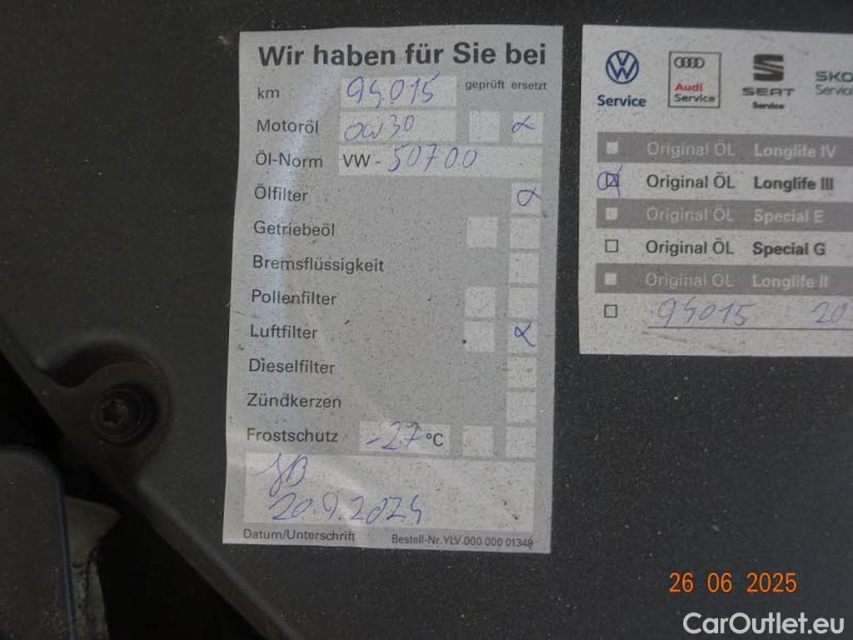 Wir haben für Sie bei
km 94015 geprüft ersetzt
Motoröl 0W30
Öl-Norm VW - 50700
Ölfilter
Getriebeöl
Bremsflüssigkeit
Pollenfilter
Luftfilter
Dieselfilter
Zündkerzen
Frostschutz -27 °C
20.9.2024
Datum/Unterschrift Bestell-Nr. YLV 000 000 01349
Service
Audi
Service
SEAT
Service
SKO
Service
Original ÖL Longlife IV
Original ÖL Longlife III
Original ÖL Special E
Original ÖL Special G
Original ÖL Longlife II
94015 20
26 06 2025
CarOutlet.eu